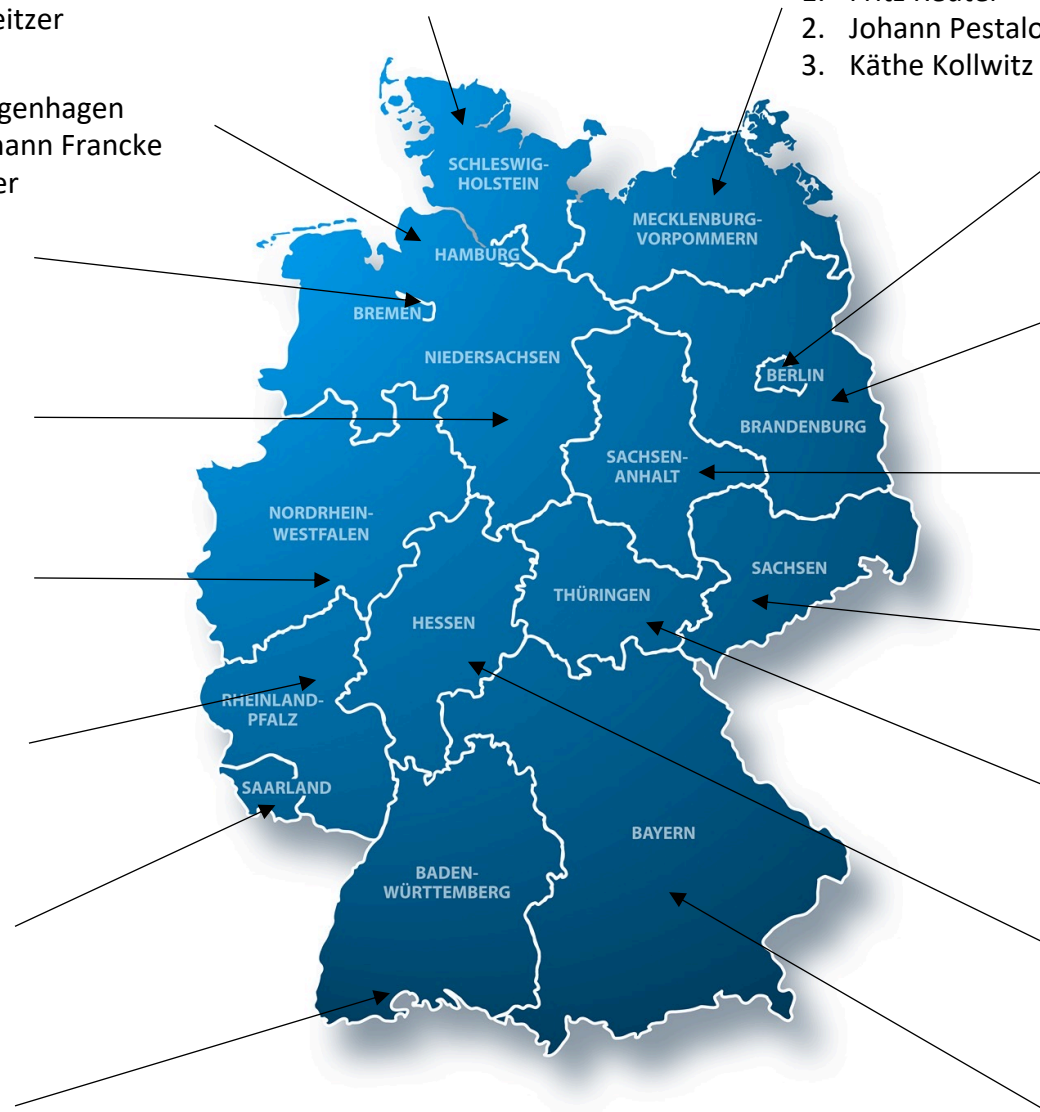 eitzer
2. Johann Pestalo
3. Käthe Kollwitz
genhagen
nann Francke
er
SCHLESWIG-
HOLSTEIN
MECKLENBURG-
VORPOMMERN
HAMBURG
BREMEN
NIEDERSACHSEN
BERLIN
BRANDENBURG
SACHSEN-
ANHALT
NORDRHEIN-
WESTFALEN
SACHSEN
THÜRINGEN
HESSEN
RHEINLAND-
PFALZ
SAARLAND
BAYERN
BADEN-
WÜRTTEMBERG